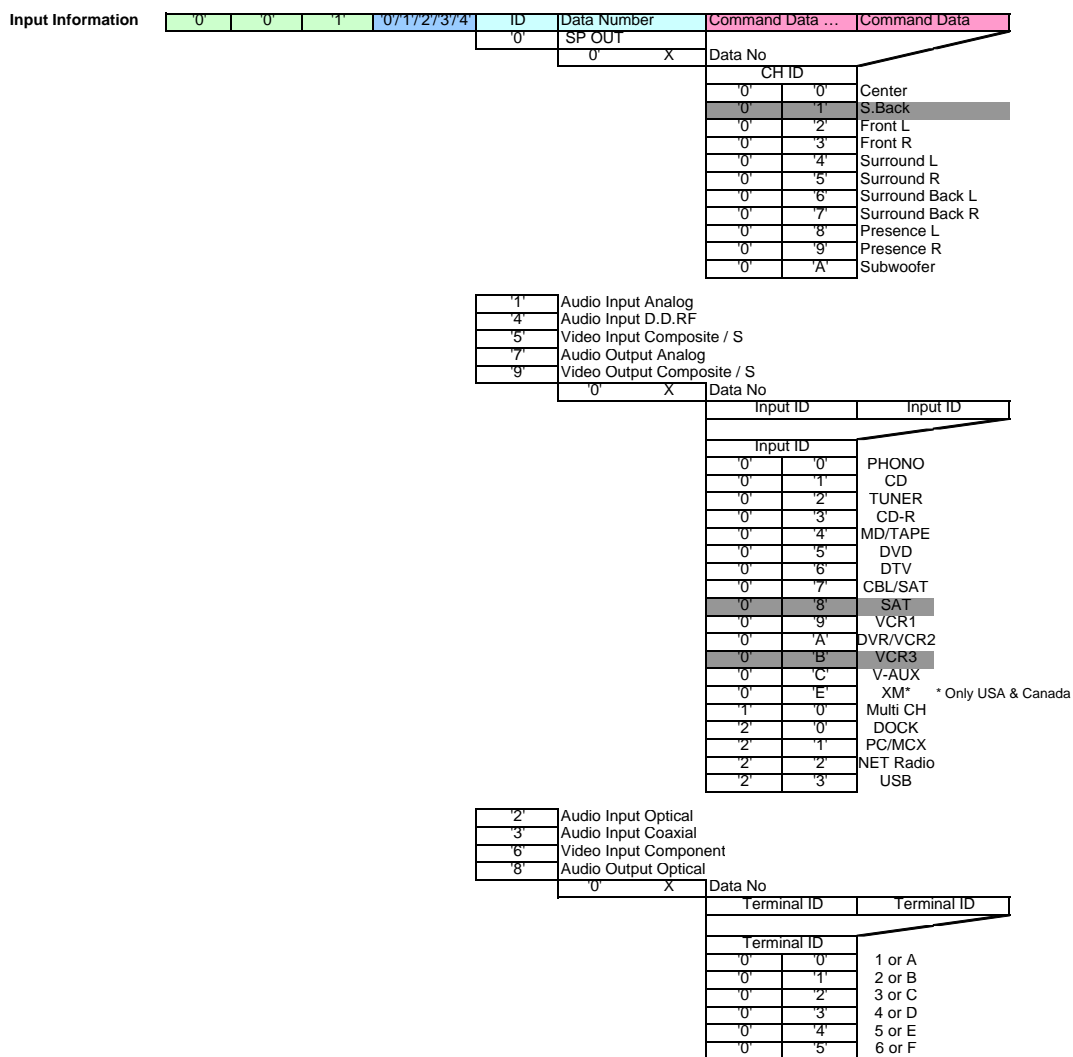 Input Information '0' '0' '1' '0'/'1'/'2'/'3'/'4' ID Data Number Command Data … Command Data
'0' SP OUT
0' X Data No
CH ID
'0' '0' Center
'0' '1' S.Back
'0' '2' Front L
'0' '3' Front R
'0' '4' Surround L
'0' '5' Surround R
'0' '6' Surround Back L
'0' '7' Surround Back R
'0' '8' Presence L
'0' '9' Presence R
'0' 'A' Subwoofer
'1' Audio Input Analog
'4' Audio Input D.D.RF
'5' Video Input Composite / S
'7' Audio Output Analog
'9' Video Output Composite / S
'0' X Data No
Input ID Input ID
Input ID
'0' '0' PHONO
'0' '1' CD
'0' '2' TUNER
'0' '3' CD-R
'0' '4' MD/TAPE
'0' '5' DVD
'0' '6' DTV
'0' '7' CBL/SAT
'0' '8' SAT
'0' '9' VCR1
'0' 'A' DVR/VCR2
'0' 'B' VCR3
'0' 'C' V-AUX
'0' 'E' XM* * Only USA & Canada
'1' '0' Multi CH
'2' '0' DOCK
'2' '1' PC/MCX
'2' '2' NET Radio
'2' '3' USB
'2' Audio Input Optical
'3' Audio Input Coaxial
'6' Video Input Component
'8' Audio Output Optical
'0' X Data No
Terminal ID Terminal ID
Terminal ID
'0' '0' 1 or A
'0' '1' 2 or B
'0' '2' 3 or C
'0' '3' 4 or D
'0' '4' 5 or E
'0' '5' 6 or F